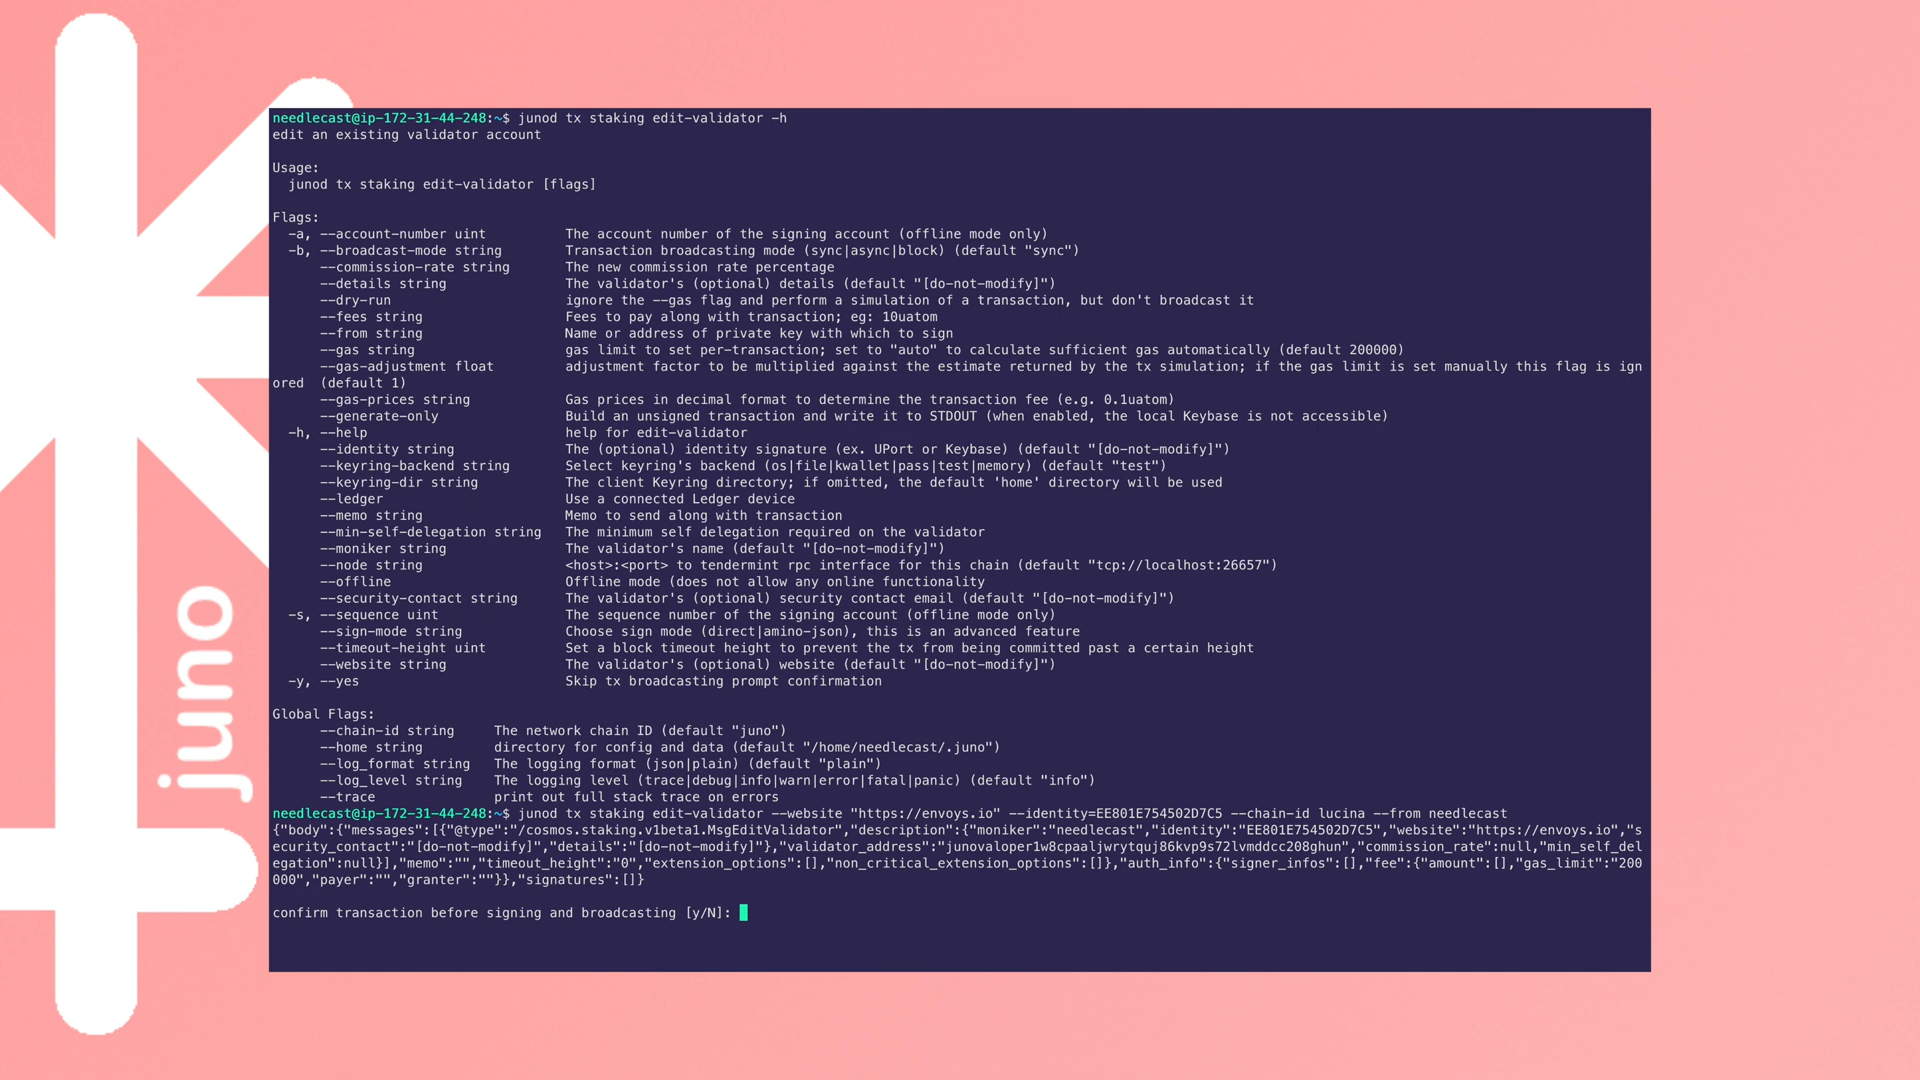 juno
needlecast@ip-172-31-44-248:~$ junod tx staking edit-validator -h
edit an existing validator account
Usage:
junod tx staking edit-validator [flags]
Flags:
-a, --account-number uint The account number of the signing account (offline mode only)
-b, --broadcast-mode string Transaction broadcasting mode (sync|async|block) (default "sync")
--commission-rate string The new commission rate percentage
--details string The validator's (optional) details (default "[do-not-modify]")
--dry-run ignore the --gas flag and perform a simulation of a transaction, but don't broadcast it
--fees string Fees to pay along with transaction; eg: 10uatom
--from string Name or address of private key with which to sign
--gas string gas limit to set per-transaction; set to "auto" to calculate sufficient gas automatically (default 200000)
--gas-adjustment float adjustment factor to be multiplied against the estimate returned by the tx simulation; if the gas limit is set manually this flag is ign
ored (default 1)
--gas-prices string Gas prices in decimal format to determine the transaction fee (e.g. 0.1uatom)
--generate-only Build an unsigned transaction and write it to STDOUT (when enabled, the local Keybase is not accessible)
-h, --help help for edit-validator
--identity string The (optional) identity signature (ex. UPort or Keybase) (default "[do-not-modify]")
--keyring-backend string Select keyring's backend (os|file|kwallet|pass|test|memory) (default "test")
--keyring-dir string The client Keyring directory; if omitted, the default 'home' directory will be used
--ledger Use a connected Ledger device
--memo string Memo to send along with transaction
--min-self-delegation string The minimum self delegation required on the validator
--moniker string The validator's name (default "[do-not-modify]")
--node string <host>:<port> to tendermint rpc interface for this chain (default "tcp://localhost:26657")
--offline Offline mode (does not allow any online functionality
--security-contact string The validator's (optional) security contact email (default "[do-not-modify]")
-s, --sequence uint The sequence number of the signing account (offline mode only)
--sign-mode string Choose sign mode (direct|amino-json), this is an advanced feature
--timeout-height uint Set a block timeout height to prevent the tx from being committed past a certain height
--website string The validator's (optional) website (default "[do-not-modify]")
-y, --yes Skip tx broadcasting prompt confirmation
Global Flags:
--chain-id string The network chain ID (default "juno")
--home string directory for config and data (default "/home/needlecast/.juno")
--log_format string The logging format (json|plain) (default "plain")
--log_level string The logging level (trace|debug|info|warn|error|fatal|panic) (default "info")
--trace print out full stack trace on errors
needlecast@ip-172-31-44-248:~$ junod tx staking edit-validator --website "https://envoys.io" --identity=EE801E754502D7C5 --chain-id lucina --from needlecast
{"body":{"messages":[{"@type":"/cosmos.staking.v1beta1.MsgEditValidator","description":{"moniker":"needlecast","identity":"EE801E754502D7C5","website":"https://envoys.io","s
ecurity_contact":"[do-not-modify]","details":"[do-not-modify]"},"validator_address":"junovaloper1w8cpaaljwrytquj86kvp9s72lvmddcc208ghun","commission_rate":null,"min_self_del
egation":null}],"memo":"","timeout_height":"0","extension_options":[],"non_critical_extension_options":[]},"auth_info":{"signer_infos":[],"fee":{"amount":[],"gas_limit":"200
000","payer":"","granter":""}},"signatures":[]}
confirm transaction before signing and broadcasting [y/N]: